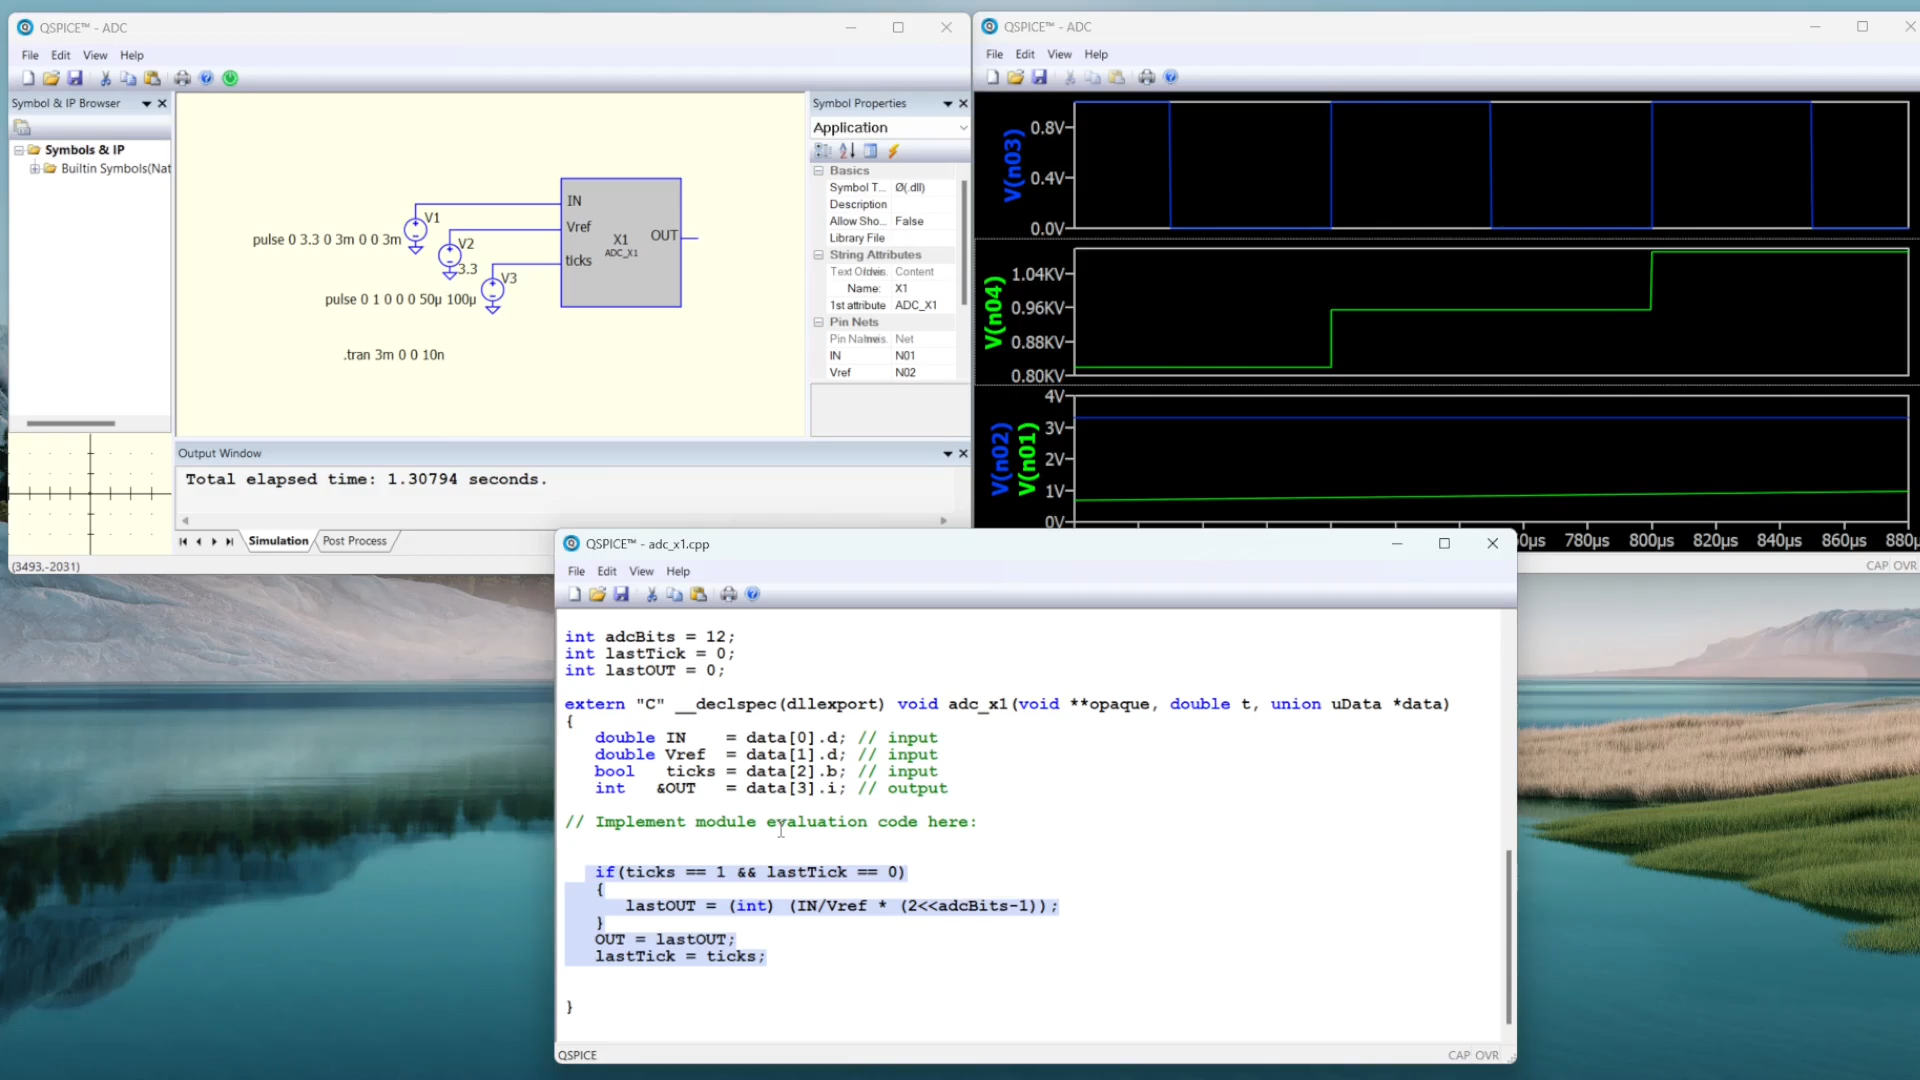 QSPICE™ - ADC
File Edit View Help
Symbol & IP Browser
Symbols & IP
Builtin Symbols(Nat
pulse 0 3.3 0 3m 0 0 3m
V1
V2
3.3
V3
pulse 0 1 0 0 0 50µ 100µ
.tran 3m 0 0 10n
IN
Vref
ticks
X1
ADC_X1
OUT
Symbol Properties
Application
Basics
Symbol T... Ø(.dll)
Description
Allow Sho... False
Library File
String Attributes
Content
Name: X1
1st attribute ADC_X1
Pin Nets
Net
IN N01
Vref N02
Output Window
Total elapsed time: 1.30794 seconds.
Simulation Post Process
(3493,-2031)
QSPICE™ - ADC
File Edit View Help
V(n03)
0.8V
0.4V
0.0V
V(n04)
1.04KV
0.96KV
0.88KV
0.80KV
V(n02)
V(n01)
4V
3V
2V
1V
0V
0µs 780µs 800µs 820µs 840µs 860µs 880µ
CAP OVR
QSPICE™ - adc_x1.cpp
File Edit View Help
int adcBits = 12;
int lastTick = 0;
int lastOUT = 0;
extern "C" __declspec(dllexport) void adc_x1(void **opaque, double t, union uData *data)
{
double IN = data[0].d; // input
double Vref = data[1].d; // input
bool ticks = data[2].b; // input
int &OUT = data[3].i; // output
// Implement module evaluation code here:
if(ticks == 1 && lastTick == 0)
{
lastOUT = (int) (IN/Vref * (2<<adcBits-1));
}
OUT = lastOUT;
lastTick = ticks;
}
QSPICE
CAP OVR